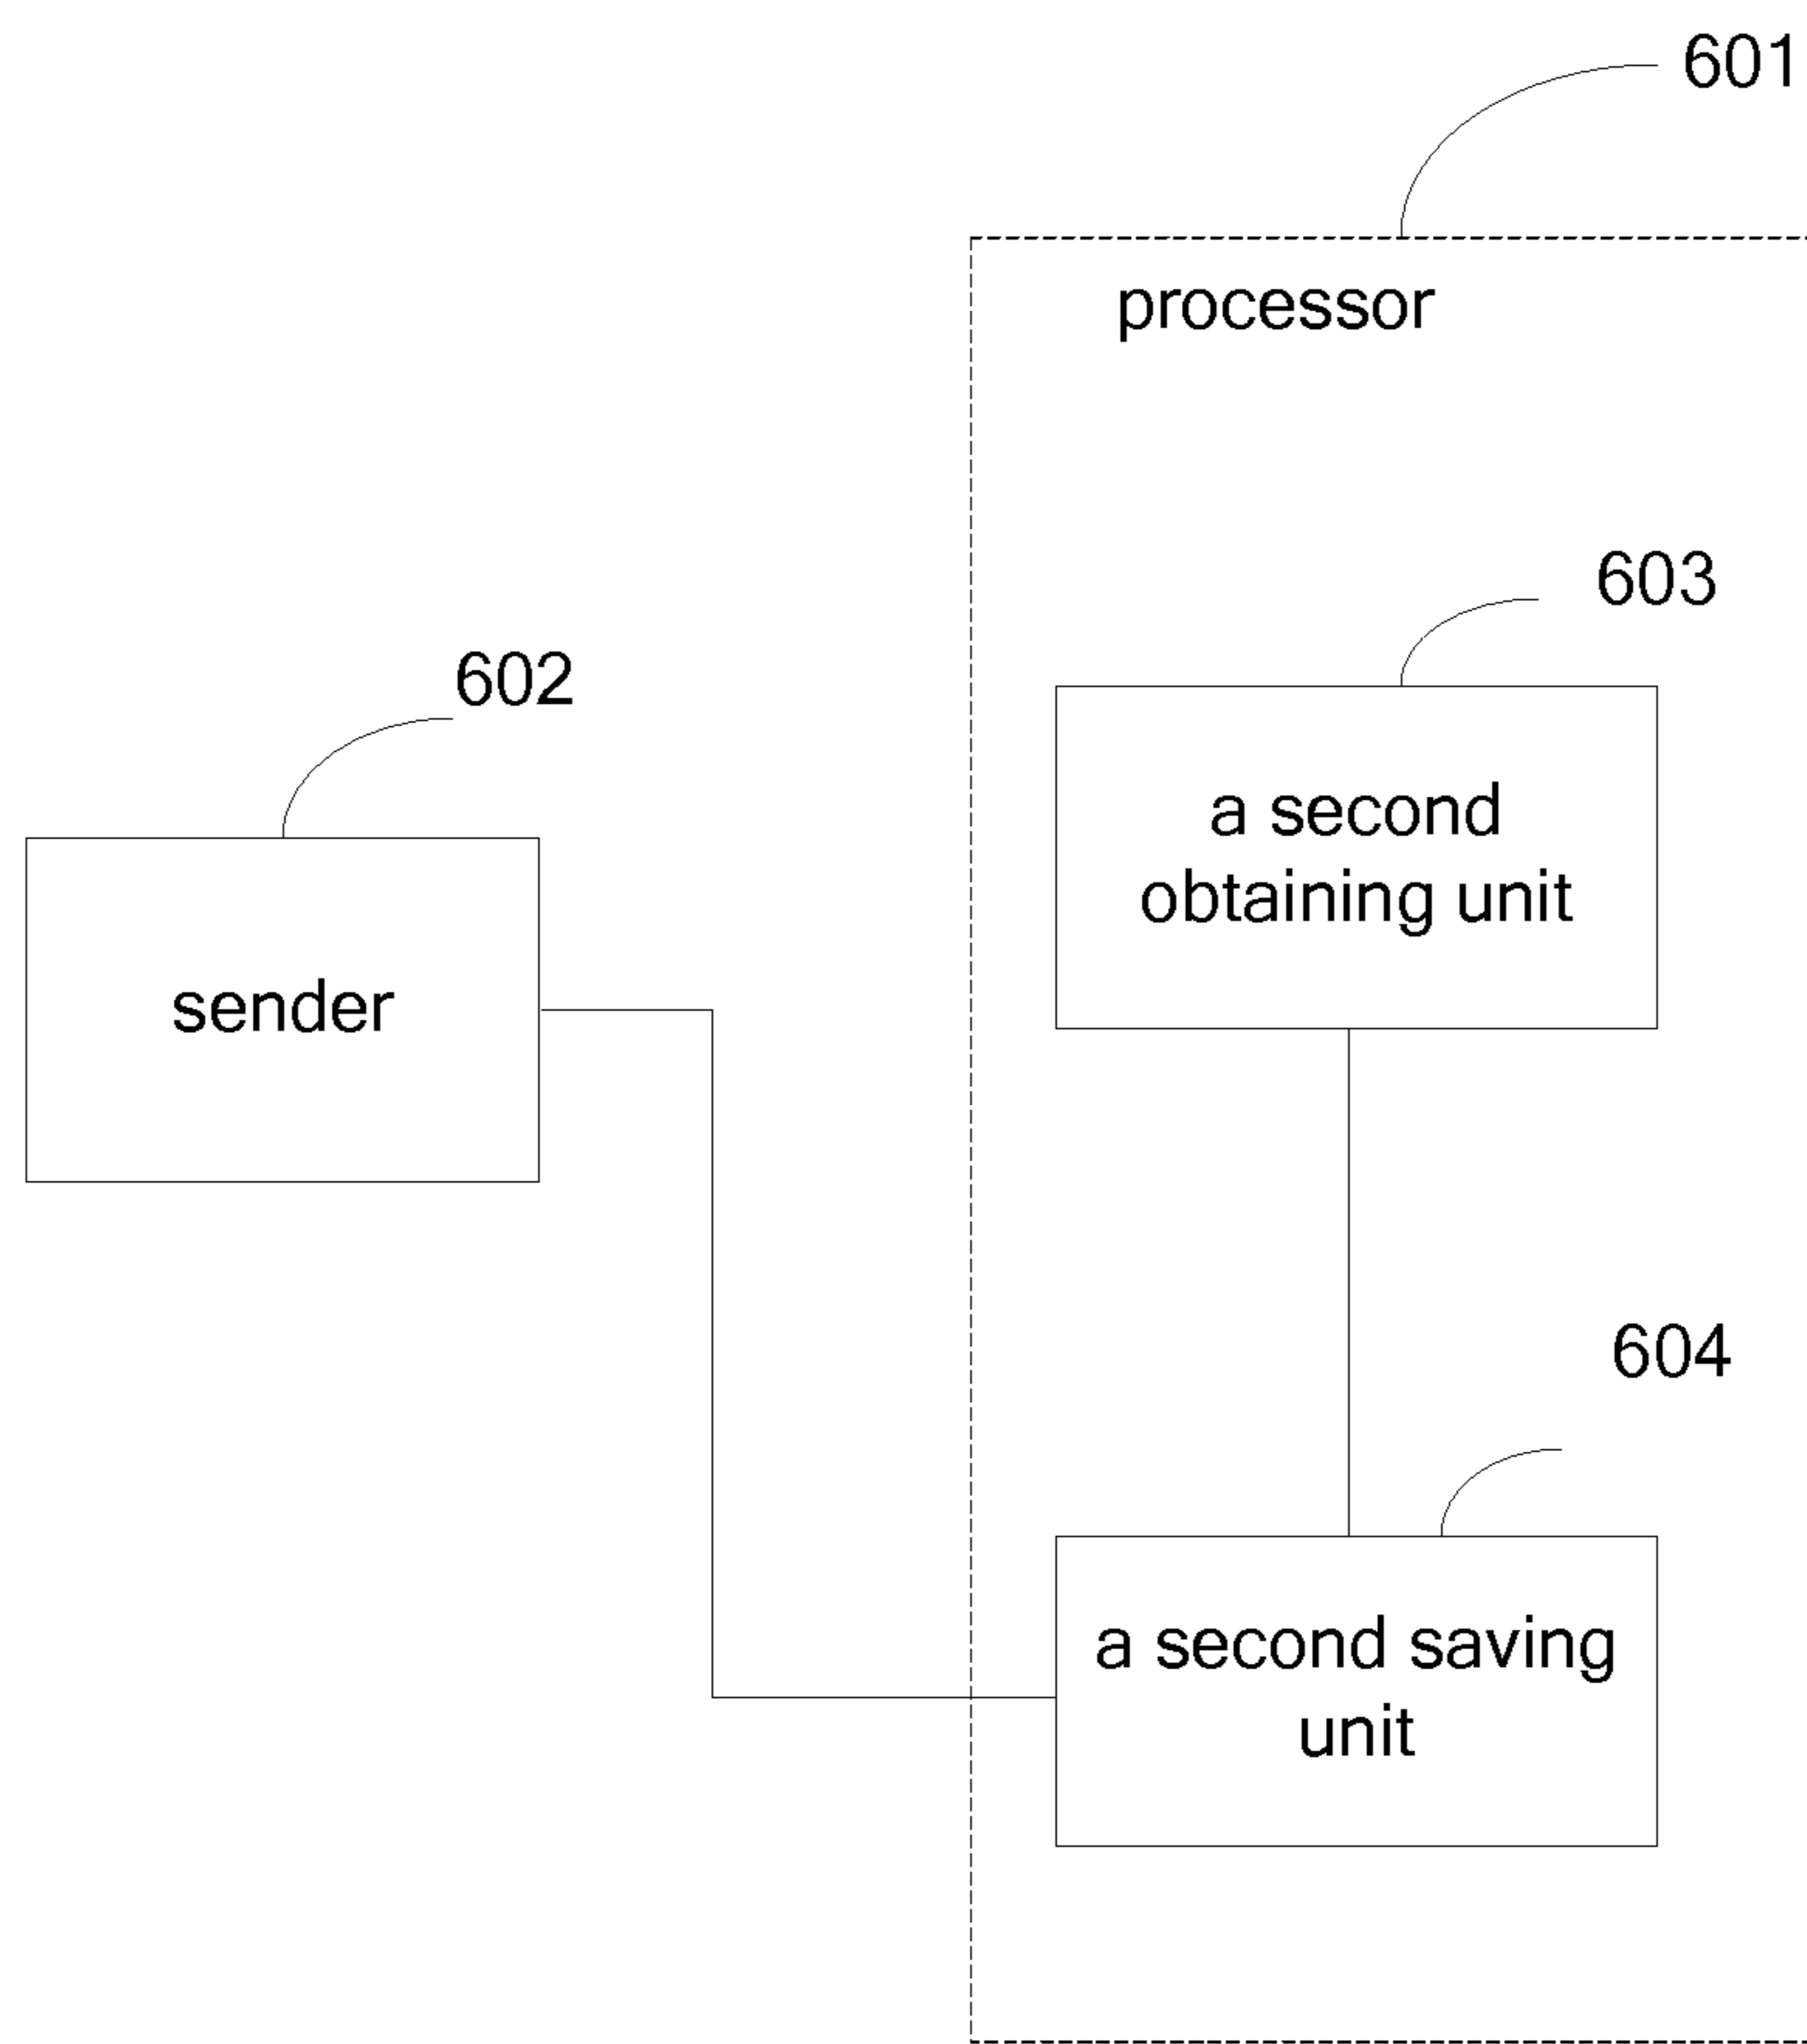 601
processor
603
602
a second
obtaining unit
sender
604
a second saving
unit